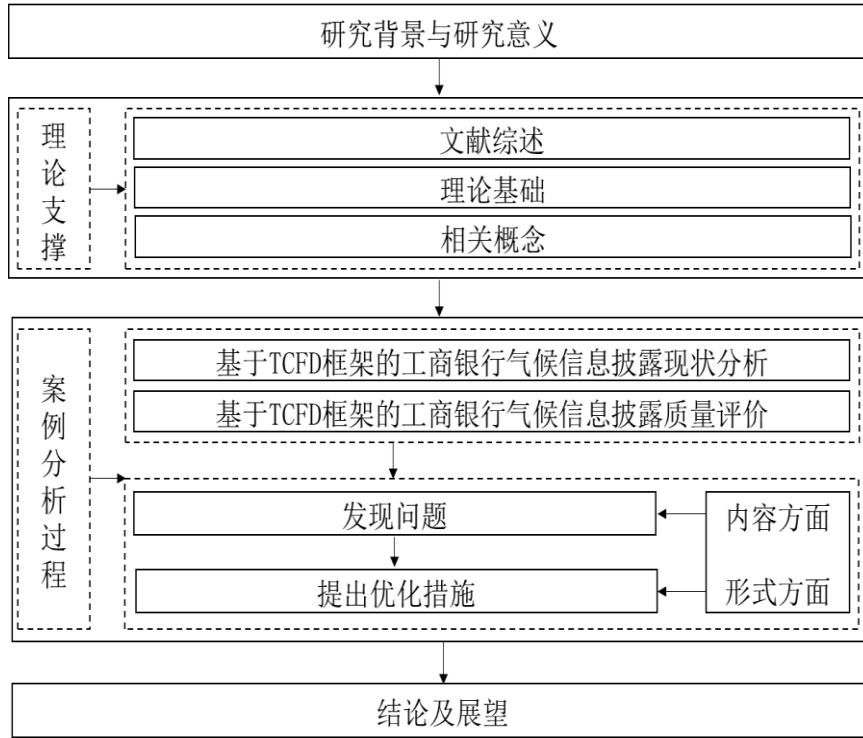 研究背景与研究意义
理论支撑
文献综述
理论基础
相关概念
案例分析过程
基于TCFD框架的工商银行气候信息披露现状分析
基于TCFD框架的工商银行气候信息披露质量评价
发现问题
内容方面
提出优化措施
形式方面
结论及展望